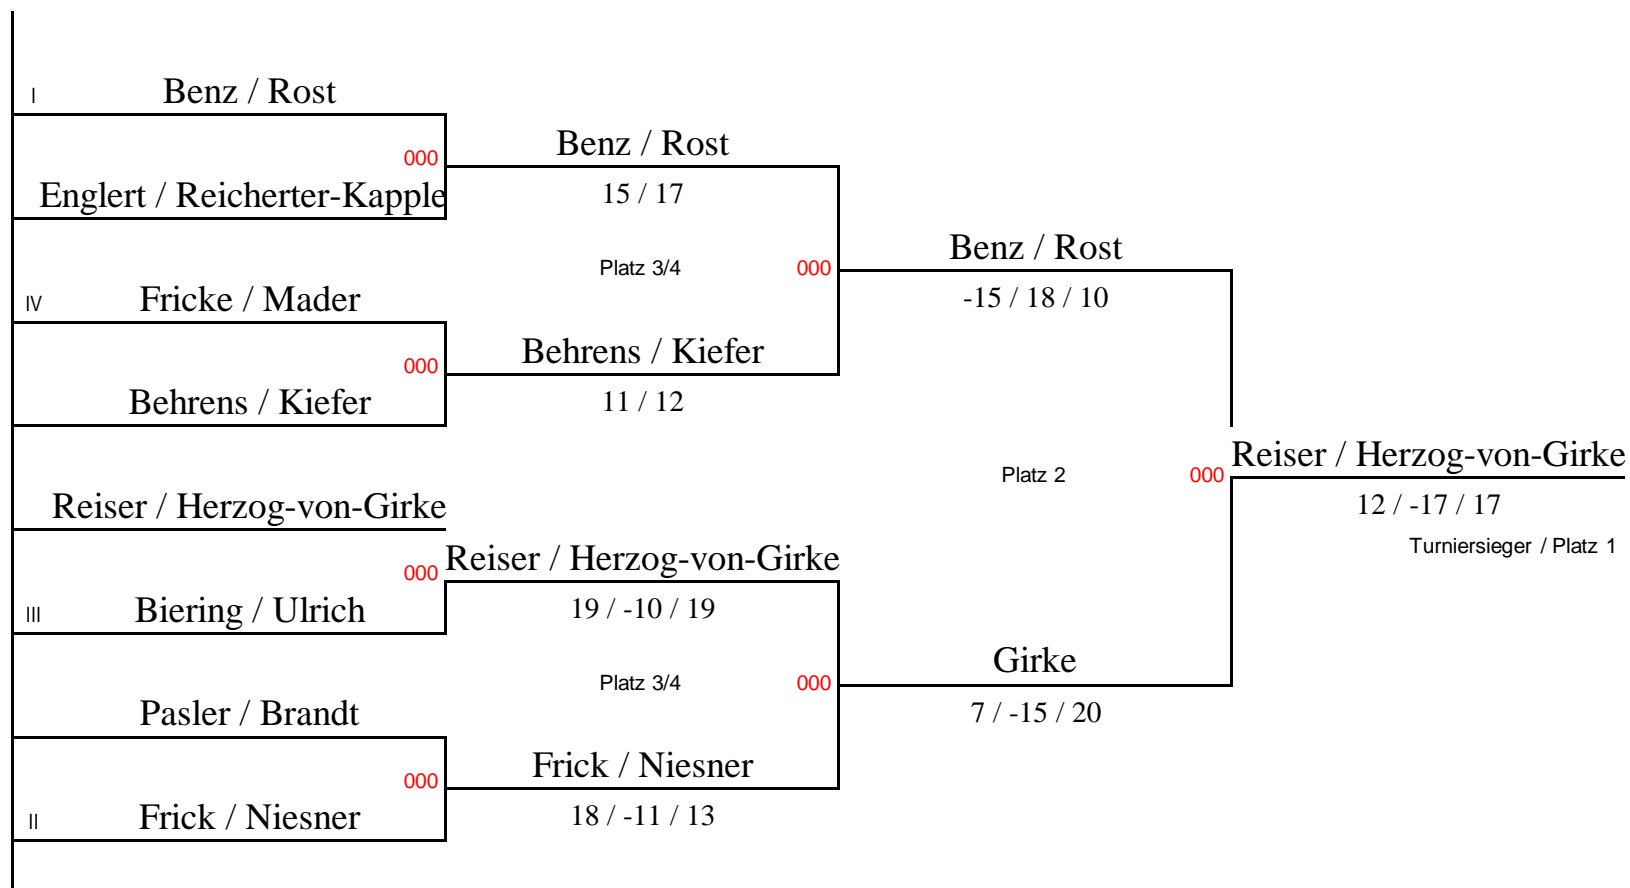 I Benz / Rost
000
Englert / Reicherter-Kapple
Benz / Rost
15 / 17
IV Fricke / Mader
000
Behrens / Kiefer
Platz 3/4 000
Behrens / Kiefer
11 / 12
Benz / Rost
-15 / 18 / 10
Reiser / Herzog-von-Girke
000
III Biering / Ulrich
Reiser / Herzog-von-Girke
19 / -10 / 19
Pasler / Brandt
000
II Frick / Niesner
Platz 3/4 000
Frick / Niesner
18 / -11 / 13
Girke
7 / -15 / 20
Platz 2 000
Reiser / Herzog-von-Girke
12 / -17 / 17
Turniersieger / Platz 1